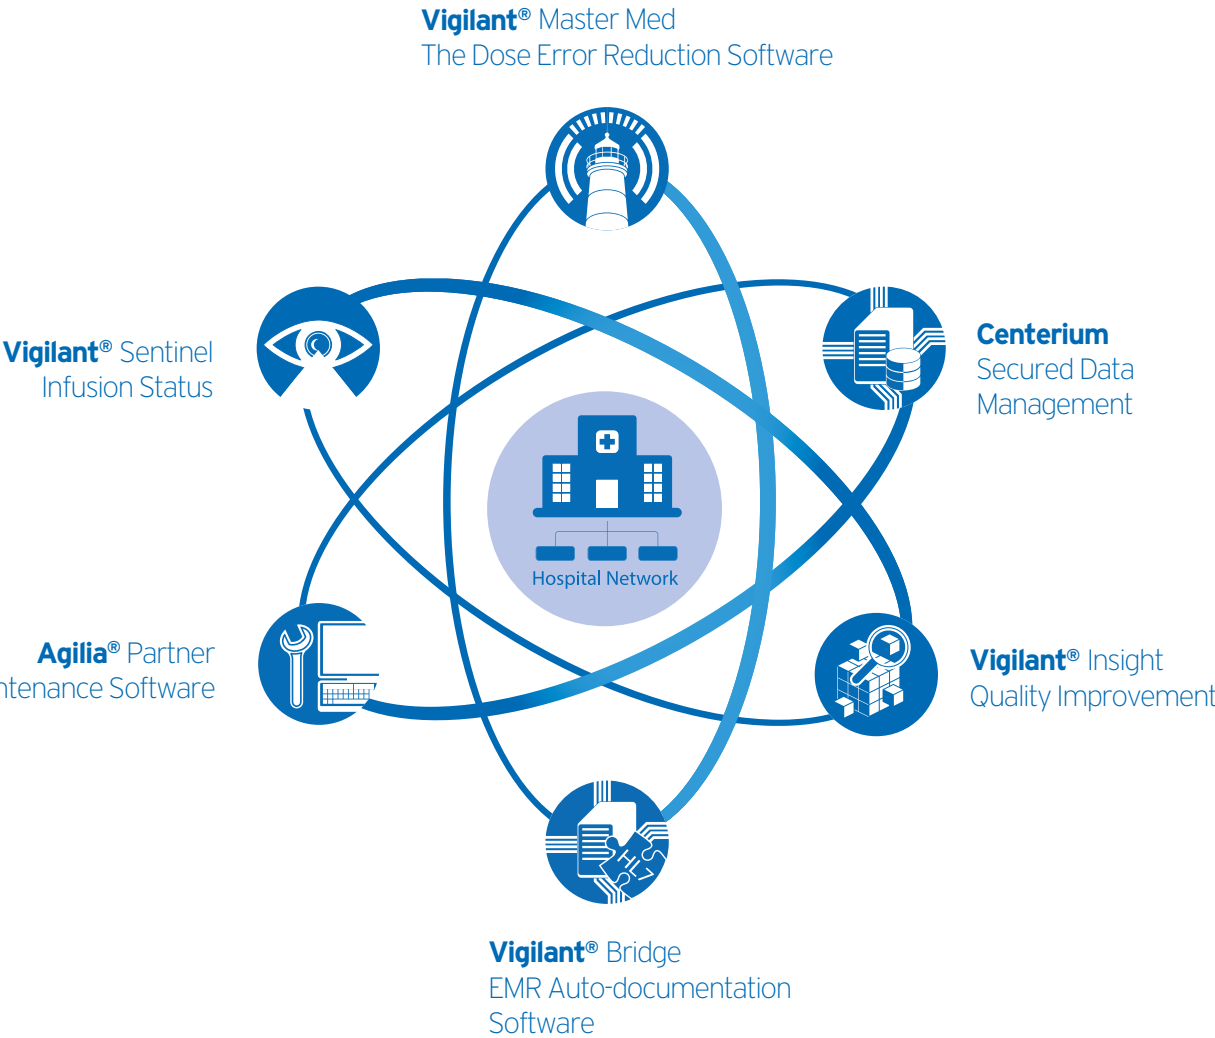 Vigilant® Master Med
The Dose Error Reduction Software
Vigilant® Sentinel
Infusion Status
Centerium
Secured Data
Management
Hospital Network
Agilia® Partner
ntenance Software
Vigilant® Insight
Quality Improvement
HL7
Vigilant® Bridge
EMR Auto-documentation
Software